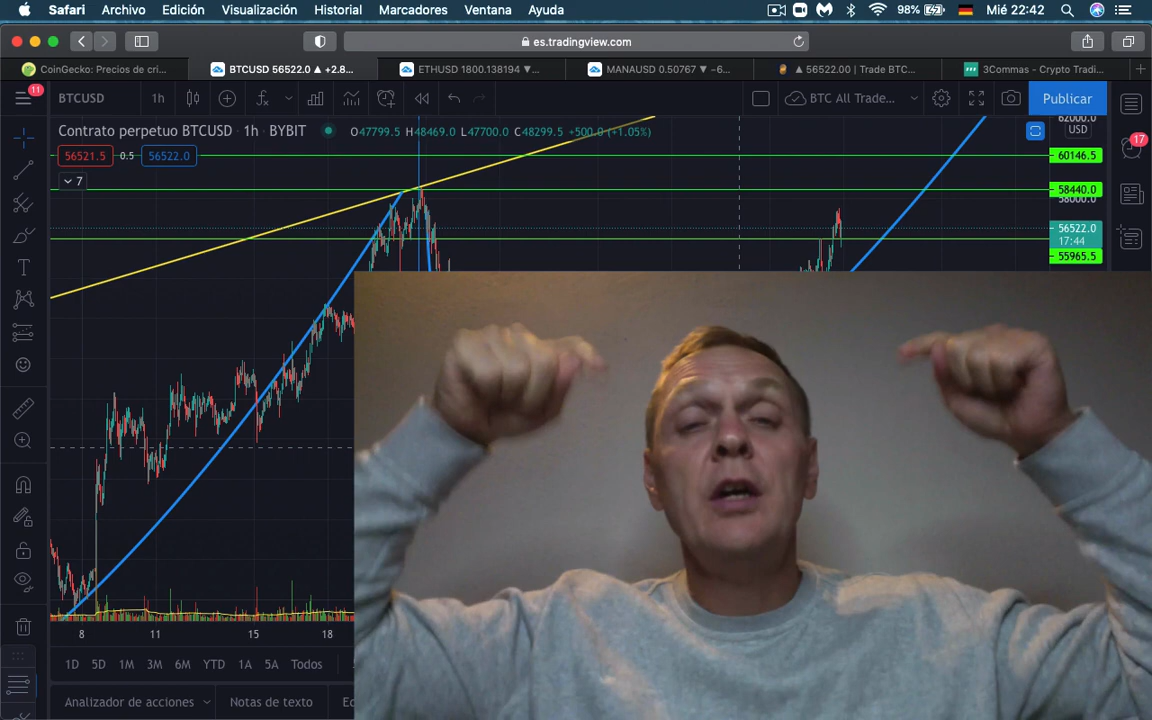 Safari Archivo Edición Visualización Historial Marcadores Ventana Ayuda 98% Mié 22:42
es.tradingview.com
CoinGecko: Precios de cri... BTCUSD 56522.0 ▲ +2.8... ETHUSD 1800.138194 ▼... MANAUSD 0.50767 ▼ −6... ▲ 56522.00 | Trade BTC... 3Commas - Crypto Tradi...
11 BTCUSD 1h BTC All Trade... Publicar
Contrato perpetuo BTCUSD · 1h · BYBIT O47799.5 H48469.0 L47700.0 C48299.5 +500.0 (+1.05%)
62000.0
USD
17
56521.5 0.5 56522.0
60146.5
7
58440.0
58000.0
56522.0
17:44
55965.5
8 11 15 18
1D 5D 1M 3M 6M YTD 1A 5A Todos
Analizador de acciones Notas de texto